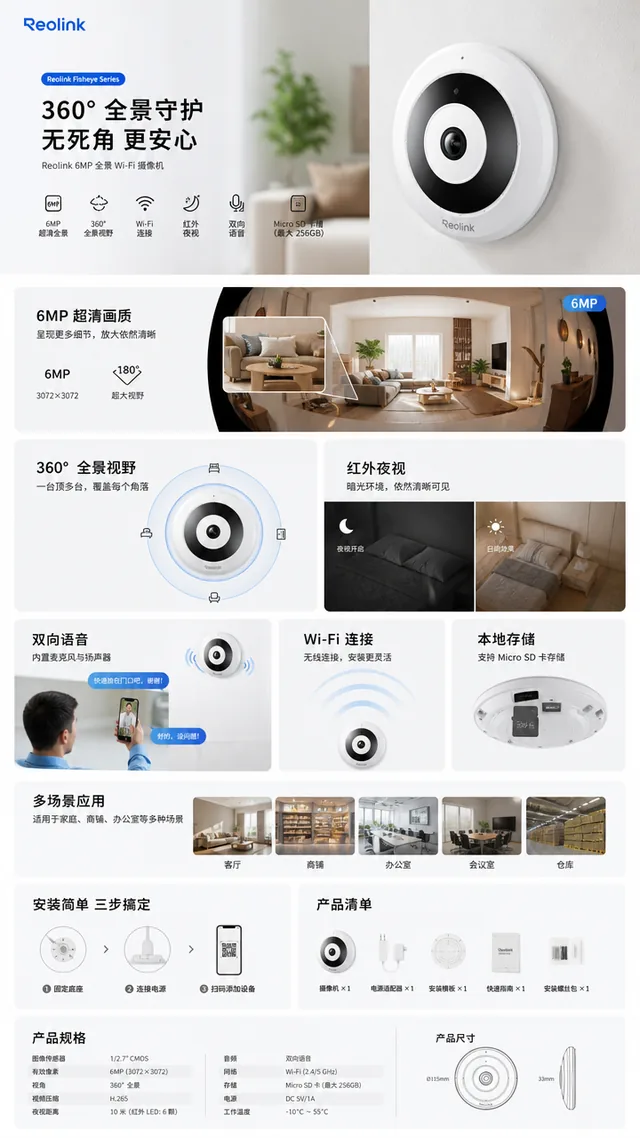 Reolink
Reolink Fisheye Series
360° 全景守护
无死角 更安心
Reolink 6MP 全景 Wi-Fi 摄像机
6MP
超清全景
360°
全景视野
Wi-Fi
连接
红外
夜视
双向
语音
Micro SD 卡槽
(最大 256GB)
Reolink
6MP 超清画质
呈现更多细节，放大依然清晰
6MP
3072×3072
180°
超大视野
6MP
360° 全景视野
一台顶多台，覆盖每个角落
红外夜视
暗光环境，依然清晰可见
夜视开启
日间效果
双向语音
内置麦克风与扬声器
好的，没问题！
Wi-Fi 连接
无线连接，安装更灵活
Reolink
本地存储
支持 Micro SD 卡存储
多场景应用
适用于家庭、商铺、办公室等多种场景
客厅
商铺
办公室
会议室
仓库
安装简单 三步搞定
1 固定底座
2 连接电源
3 扫码添加设备
产品清单
Reolink
摄像机 ×1
电源适配器 ×1
安装模板 ×1
快速指南 ×1
安装螺丝包 ×1
产品规格
图像传感器 1/2.7" CMOS
有效像素 6MP (3072×3072)
视角 360° 全景
视频压缩 H.265
夜视距离 10 米 (红外 LED: 6 颗)
音频 双向语音
网络 Wi-Fi (2.4/5 GHz)
存储 Micro SD 卡 (最大 256GB)
电源 DC 5V/1A
工作温度 -10°C ~ 55°C
产品尺寸
Ø115mm
33mm